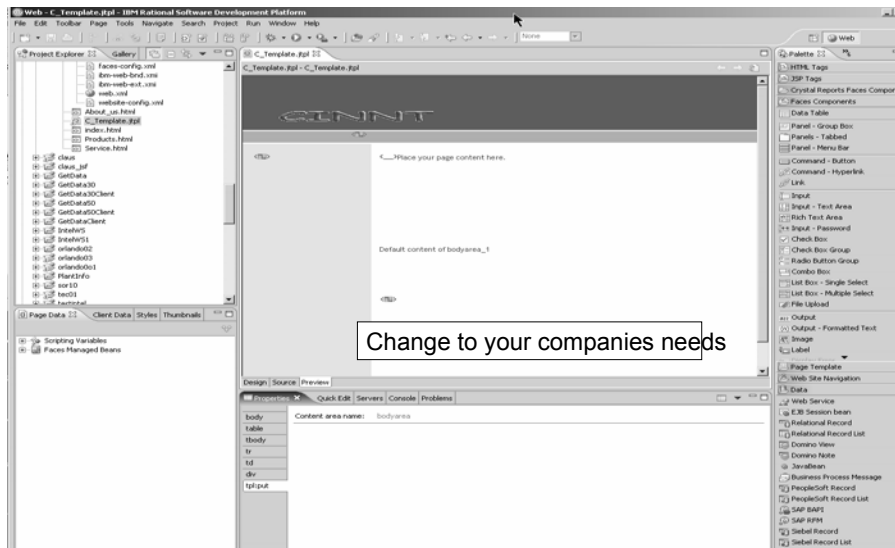 Web - C_Template.jtpl - IBM Rational Software Development Platform
File Edit Toolbar Page Tools Navigate Search Project Run Window Help
None
Web
Project Explorer Gallery
faces-config.xml
ibm-web-bnd.xmi
ibm-web-ext.xmi
web.xml
website-config.xml
About_us.html
C_Template.jtpl
index.html
Products.html
Service.html
claus
claus_jsf
GetData
GetData30
GetData30Client
GetData50
GetData50Client
GetDataClient
IntelWS
IntelWS1
orlando02
orlando03
orlando0o1
PlantInfo
sor10
tec01
testintel
Page Data Client Data Styles Thumbnails
Scripting Variables
Faces Managed Beans
C_Template.jtpl
C_Template.jtpl - C_Template.jtpl
CINNT
Place your page content here.
Default content of bodyarea_1
Change to your companies needs
Design Source Preview
Properties Quick Edit Servers Console Problems
body
table
tbody
tr
td
div
tpl:put
Content area name: bodyarea
Palette
HTML Tags
JSP Tags
Crystal Reports Faces Compor
Faces Components
Data Table
Panel - Group Box
Panels - Tabbed
Panel - Menu Bar
Command - Button
Command - Hyperlink
Link
Input
Input - Text Area
Rich Text Area
Input - Password
Check Box
Check Box Group
Radio Button Group
Combo Box
List Box - Single Select
List Box - Multiple Select
File Upload
Output
Output - Formatted Text
Image
Label
Page Template
Web Site Navigation
Data
Web Service
EJB Session bean
Relational Record
Relational Record List
Domino View
Domino Note
JavaBean
Business Process Message
PeopleSoft Record
PeopleSoft Record List
SAP BAPI
SAP RFM
Siebel Record
Siebel Record List